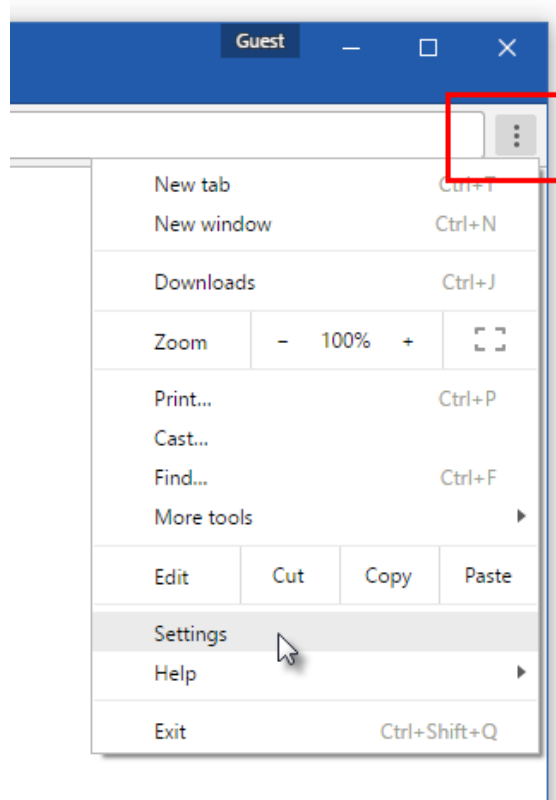 Guest
New tab Ctrl+T
New window Ctrl+N
Downloads Ctrl+J
Zoom - 100% +
Print... Ctrl+P
Cast...
Find... Ctrl+F
More tools
Edit Cut Copy Paste
Settings
Help
Exit Ctrl+Shift+Q